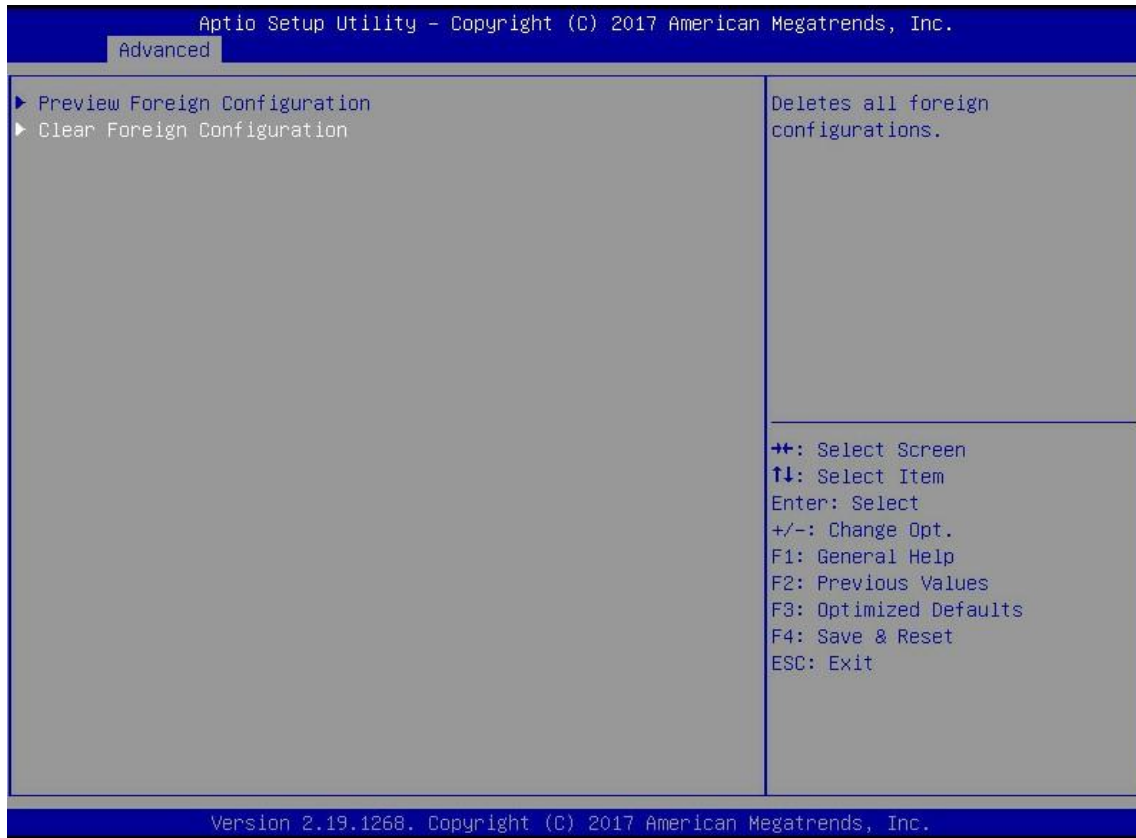 Aptio Setup Utility – Copyright (C) 2017 American Megatrends, Inc.
Advanced
▶ Preview Foreign Configuration
▶ Clear Foreign Configuration
Deletes all foreign
configurations.
→←: Select Screen
↑↓: Select Item
Enter: Select
+/-: Change Opt.
F1: General Help
F2: Previous Values
F3: Optimized Defaults
F4: Save & Reset
ESC: Exit
Version 2.19.1268. Copyright (C) 2017 American Megatrends, Inc.